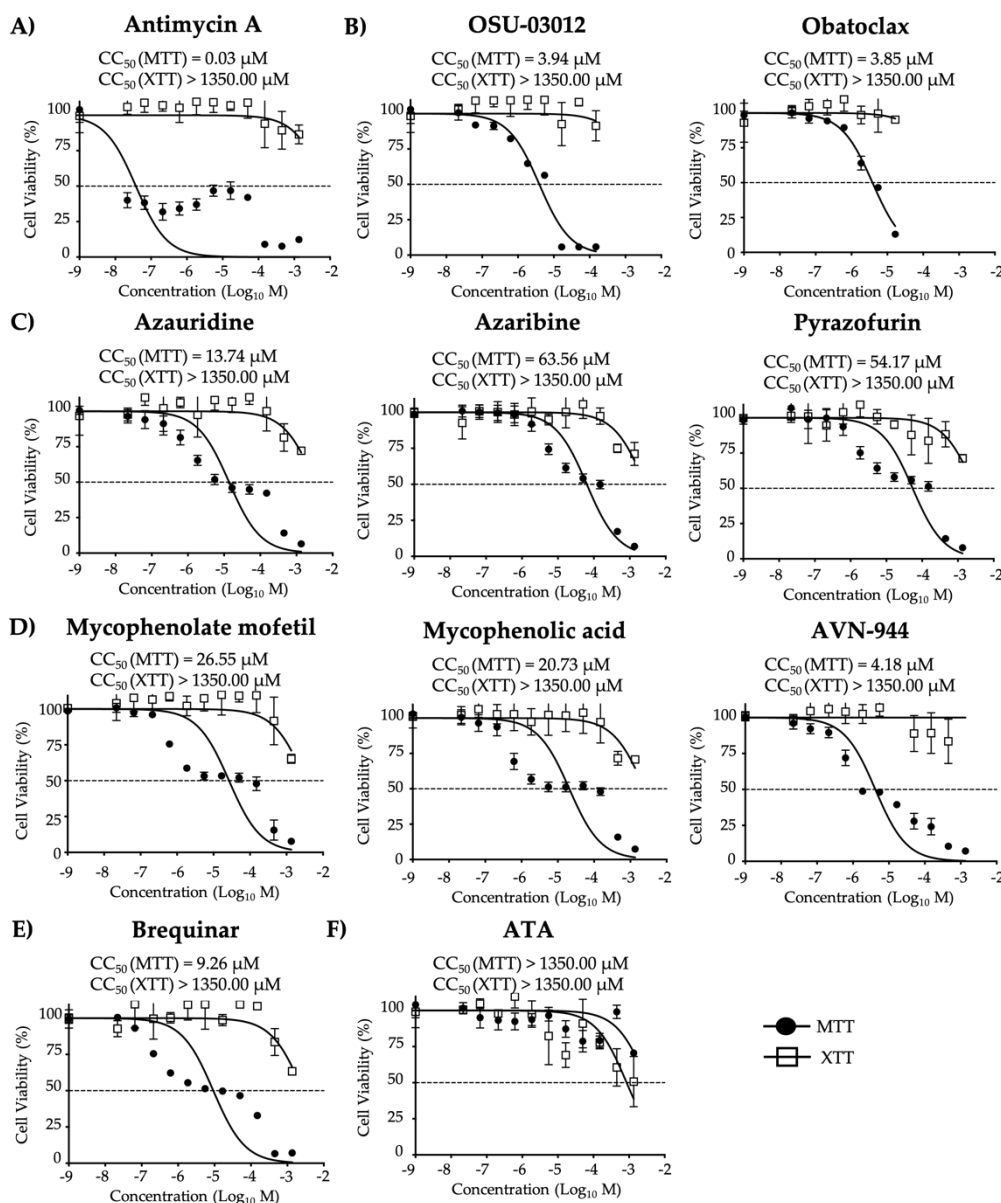 A)
Antimycin A
CC50 (MTT) = 0.03 µM
CC50 (XTT) > 1350.00 µM
Cell Viability (%)
100
75
50
25
0
-9 -8 -7 -6 -5 -4 -3 -2
Concentration (Log10 M)
B)
OSU-03012
CC50 (MTT) = 3.94 µM
CC50 (XTT) > 1350.00 µM
Cell Viability (%)
100
75
50
25
0
-9 -8 -7 -6 -5 -4 -3 -2
Concentration (Log10 M)
Obatoclax
CC50 (MTT) = 3.85 µM
CC50 (XTT) > 1350.00 µM
Cell Viability (%)
100
75
50
25
0
-9 -8 -7 -6 -5 -4 -3 -2
Concentration (Log10 M)
C)
Azauridine
CC50 (MTT) = 13.74 µM
CC50 (XTT) > 1350.00 µM
Cell Viability (%)
100
75
50
25
0
-9 -8 -7 -6 -5 -4 -3 -2
Concentration (Log10 M)
Azaribine
CC50 (MTT) = 63.56 µM
CC50 (XTT) > 1350.00 µM
Cell Viability (%)
100
75
50
25
0
-9 -8 -7 -6 -5 -4 -3 -2
Concentration (Log10 M)
Pyrazofurin
CC50 (MTT) = 54.17 µM
CC50 (XTT) > 1350.00 µM
Cell Viability (%)
100
75
50
25
0
-9 -8 -7 -6 -5 -4 -3 -2
Concentration (Log10 M)
D)
Mycophenolate mofetil
CC50 (MTT) = 26.55 µM
CC50 (XTT) > 1350.00 µM
Cell Viability (%)
100
75
50
25
0
-9 -8 -7 -6 -5 -4 -3 -2
Concentration (Log10 M)
Mycophenolic acid
CC50 (MTT) = 20.73 µM
CC50 (XTT) > 1350.00 µM
Cell Viability (%)
100
75
50
25
0
-9 -8 -7 -6 -5 -4 -3 -2
Concentration (Log10 M)
AVN-944
CC50 (MTT) = 4.18 µM
CC50 (XTT) > 1350.00 µM
Cell Viability (%)
100
75
50
25
0
-9 -8 -7 -6 -5 -4 -3 -2
Concentration (Log10 M)
E)
Brequinar
CC50 (MTT) = 9.26 µM
CC50 (XTT) > 1350.00 µM
Cell Viability (%)
100
75
50
25
0
-9 -8 -7 -6 -5 -4 -3 -2
Concentration (Log10 M)
F)
ATA
CC50 (MTT) > 1350.00 µM
CC50 (XTT) > 1350.00 µM
Cell Viability (%)
100
75
50
25
0
-9 -8 -7 -6 -5 -4 -3 -2
Concentration (Log10 M)
MTT
XTT